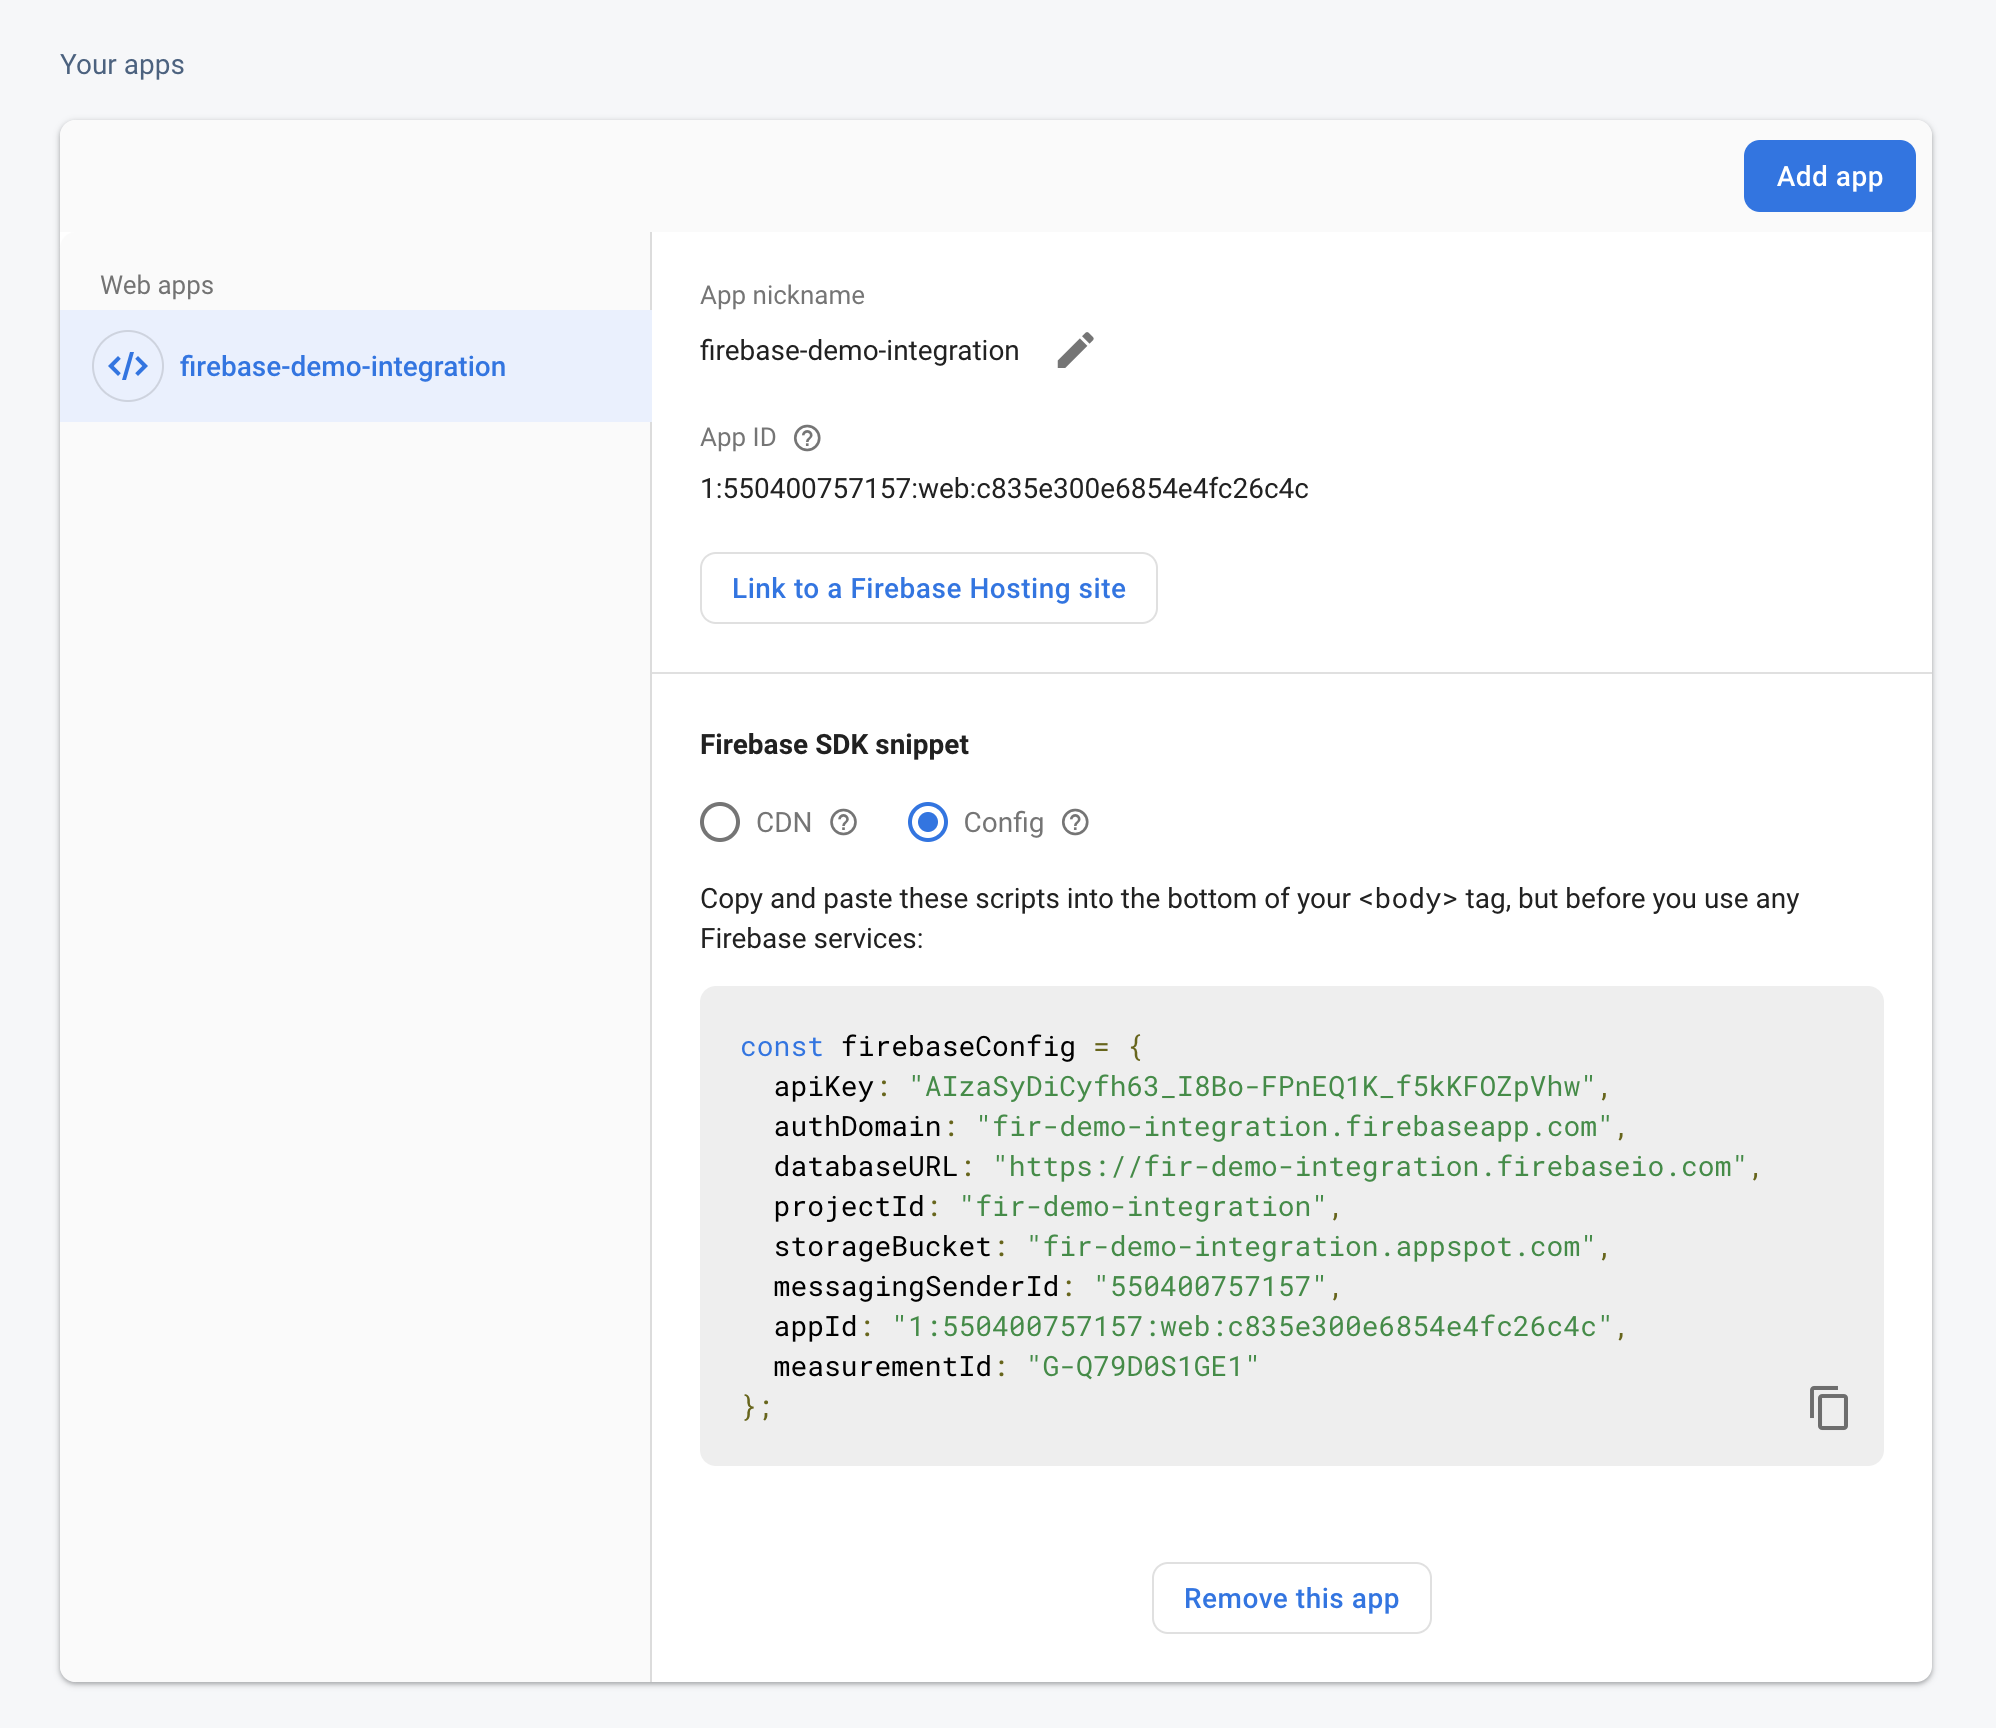 Your apps
Add app
Web apps
firebase-demo-integration
App nickname
firebase-demo-integration
App ID
1:550400757157:web:c835e300e6854e4fc26c4c
Link to a Firebase Hosting site
Firebase SDK snippet
CDN Config
Copy and paste these scripts into the bottom of your <body> tag, but before you use any
Firebase services:
const firebaseConfig = {
  apiKey: "AIzaSyDiCyfh63_I8Bo-FPnEQ1K_f5kKFOZpVhw",
  authDomain: "fir-demo-integration.firebaseapp.com",
  databaseURL: "https://fir-demo-integration.firebaseio.com",
  projectId: "fir-demo-integration",
  storageBucket: "fir-demo-integration.appspot.com",
  messagingSenderId: "550400757157",
  appId: "1:550400757157:web:c835e300e6854e4fc26c4c",
  measurementId: "G-Q79D0S1GE1"
};
Remove this app